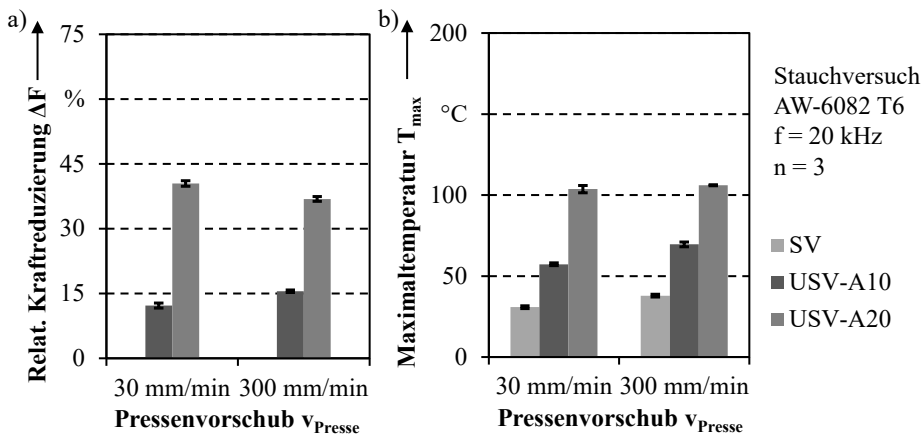 a)
Relat. Kraftreduzierung ΔF
75
%
45
30
15
0
30 mm/min 300 mm/min
Pressenvorschub vPresse
b)
Maximaltemperatur Tmax
200
°C
100
50
0
30 mm/min 300 mm/min
Pressenvorschub vPresse
Stauchversuch
AW-6082 T6
f = 20 kHz
n = 3
SV
USV-A10
USV-A20